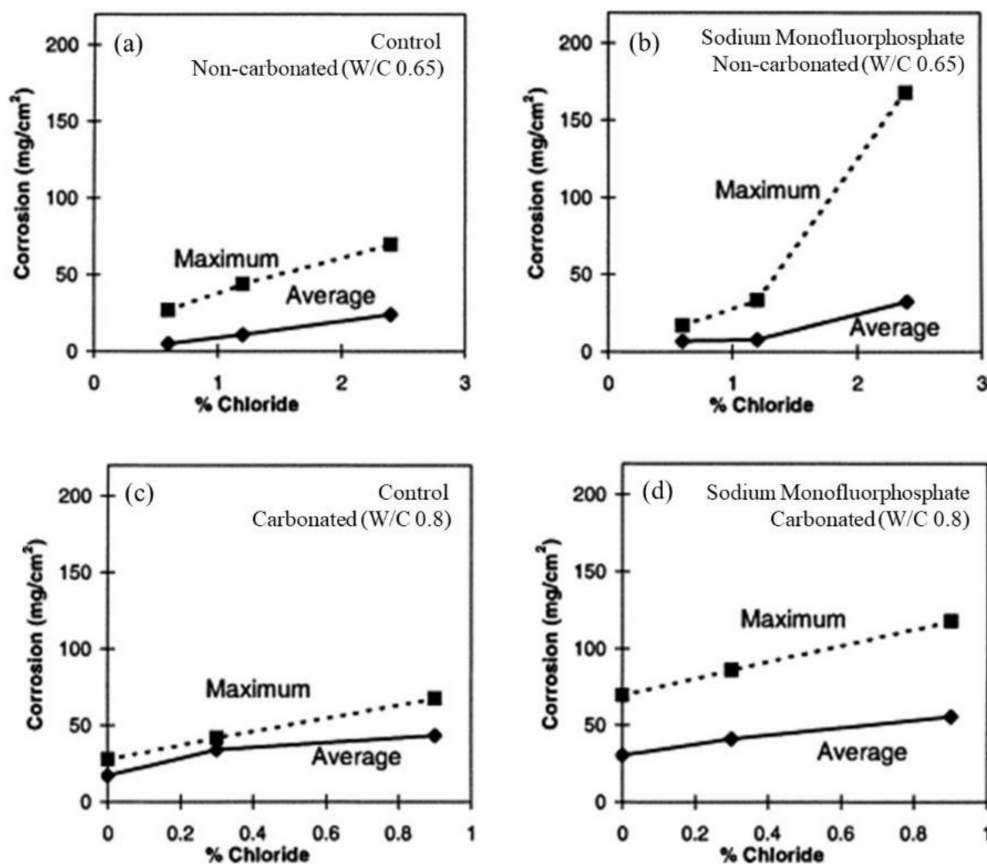 (a)
Control
Non-carbonated (W/C 0.65)
200
150
100
50
0
Corrosion (mg/cm²)
Maximum
Average
0 1 2 3
% Chloride
(b)
Sodium Monofluorphosphate
Non-carbonated (W/C 0.65)
200
150
100
50
0
Corrosion (mg/cm²)
Maximum
Average
0 1 2 3
% Chloride
(c)
Control
Carbonated (W/C 0.8)
200
150
100
50
0
Corrosion (mg/cm²)
Maximum
Average
0 0.2 0.4 0.6 0.8 1
% Chloride
(d)
Sodium Monofluorphosphate
Carbonated (W/C 0.8)
200
150
100
50
0
Corrosion (mg/cm²)
Maximum
Average
0 0.2 0.4 0.6 0.8 1
% Chloride